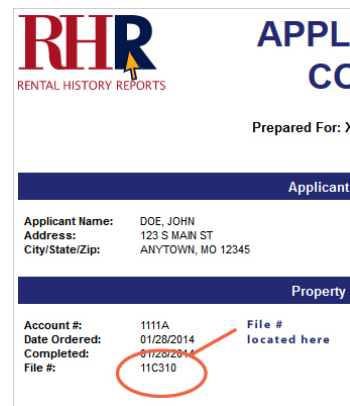 RHR
RENTAL HISTORY REPORTS
APPL
CO
Prepared For: X
Applicant
Applicant Name: DOE, JOHN
Address: 123 S MAIN ST
City/State/Zip: ANYTOWN, MO 12345
Property
Account #: 1111A
Date Ordered: 01/28/2014
Completed: 01/28/2014
File #: 11C310
File #
located here